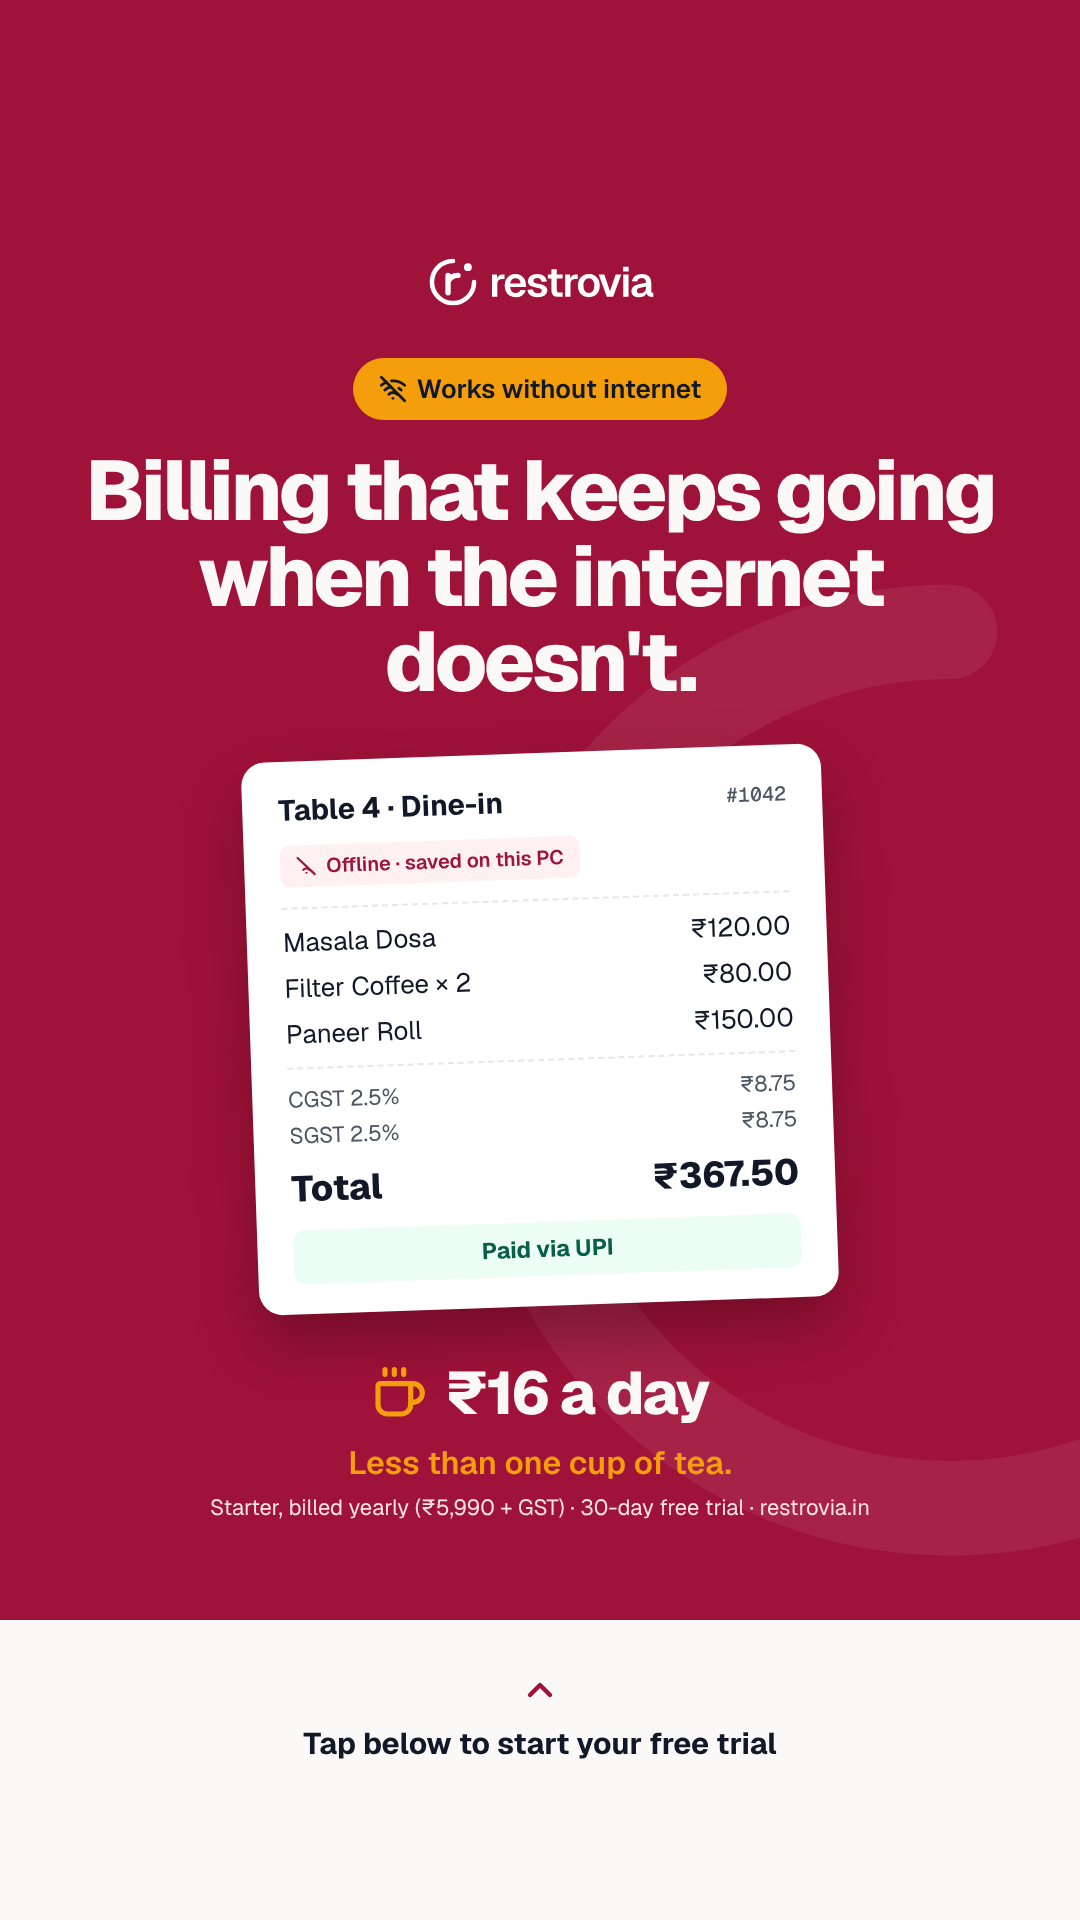 restrovia
Works without internet
Billing that keeps going
when the internet
doesn't.
Table 4 · Dine-in #1042
Offline · saved on this PC
Masala Dosa ₹120.00
Filter Coffee × 2 ₹80.00
Paneer Roll ₹150.00
CGST 2.5% ₹8.75
SGST 2.5% ₹8.75
Total ₹367.50
Paid via UPI
₹16 a day
Less than one cup of tea.
Starter, billed yearly (₹5,990 + GST) · 30-day free trial · restrovia.in
Tap below to start your free trial